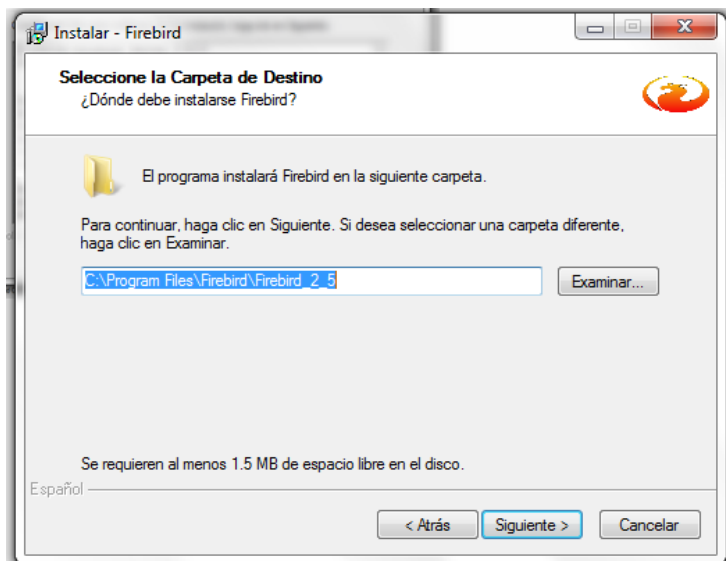 Instalar - Firebird
Seleccione la Carpeta de Destino
¿Dónde debe instalarse Firebird?
El programa instalará Firebird en la siguiente carpeta.
Para continuar, haga clic en Siguiente. Si desea seleccionar una carpeta diferente,
haga clic en Examinar.
C:\Program Files\Firebird\Firebird_2_5
Examinar...
Se requieren al menos 1.5 MB de espacio libre en el disco.
Español
< Atrás
Siguiente >
Cancelar